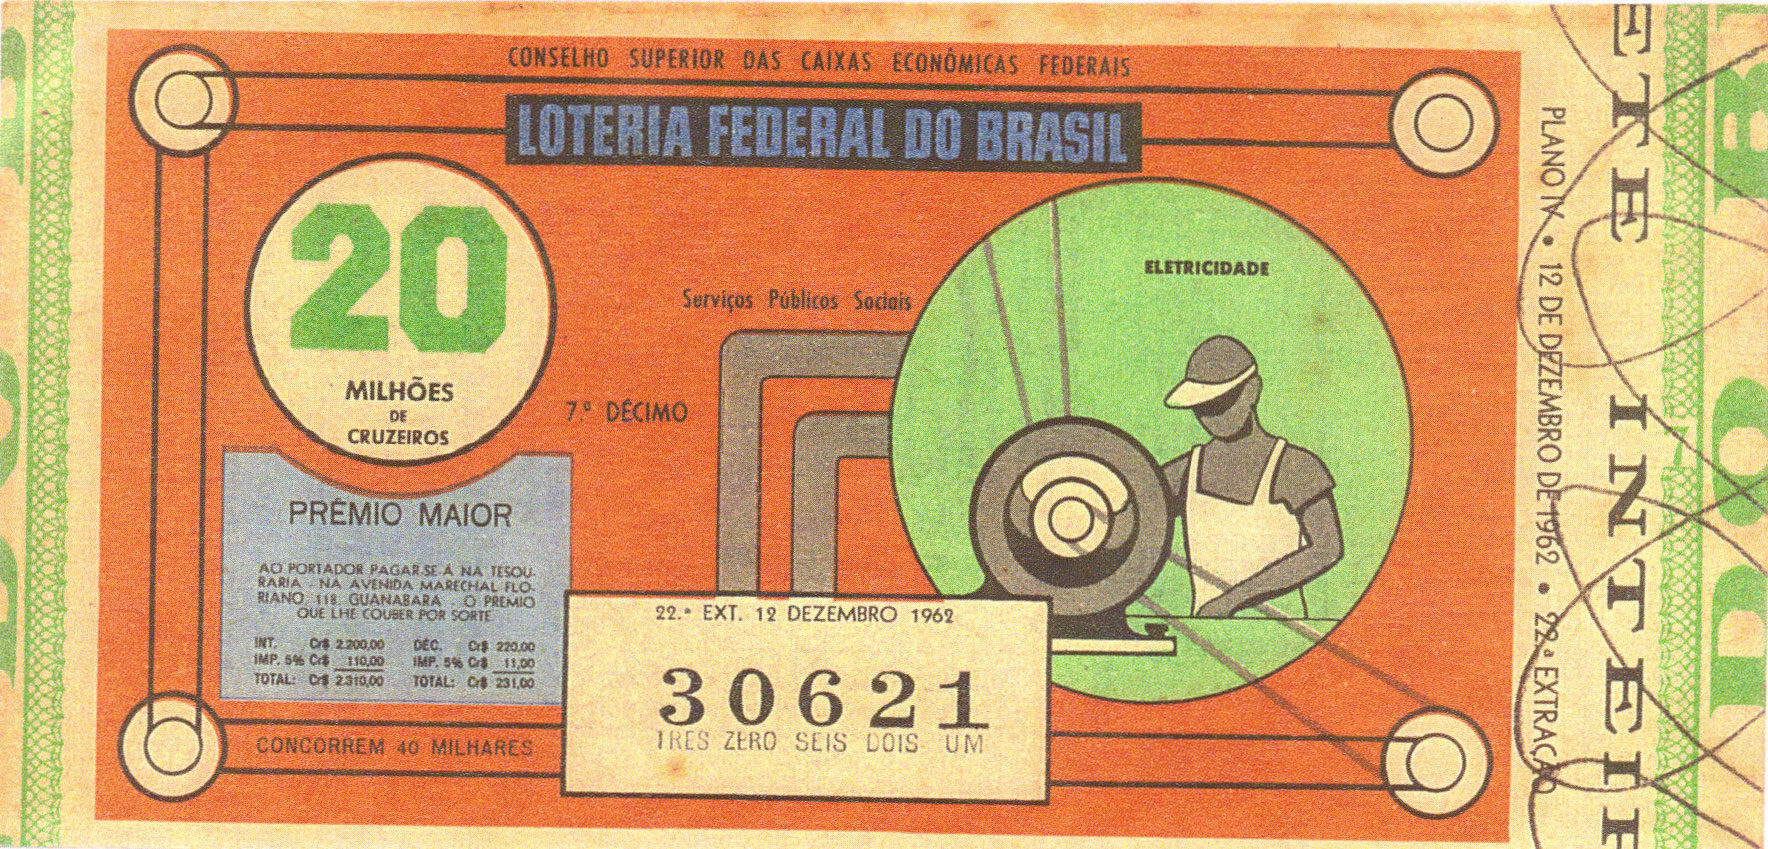 CONSELHO SUPERIOR DAS CAIXAS ECONÔMICAS FEDERAIS
LOTERIA FEDERAL DO BRASIL
20
MILHÕES
DE
CRUZEIROS
PRÊMIO MAIOR
AO PORTADOR PAGAR-SE-Á NA TESOU-
RARIA - NA AVENIDA MARECHAL FLO-
RIANO 118 GUANABARA O PREMIO
QUE LHE COUBER POR SORTE
INT. Cr$ 2.200,00 DÉC. Cr$ 220,00
IMP. 5% Cr$ 110,00 IMP. 5% Cr$ 11,00
TOTAL: Cr$ 2.310,00 TOTAL: Cr$ 231,00
CONCORREM 40 MILHARES
Serviços Públicos Sociais
7.º DÉCIMO
ELETRICIDADE
22.ª EXT. 12 DEZEMBRO 1962
30621
TRES ZERO SEIS DOIS UM
PLANO IV • 12 DE DEZEMBRO DE 1962 • 22.ª EXTRAÇÃO
ETE INTEIR
DO B